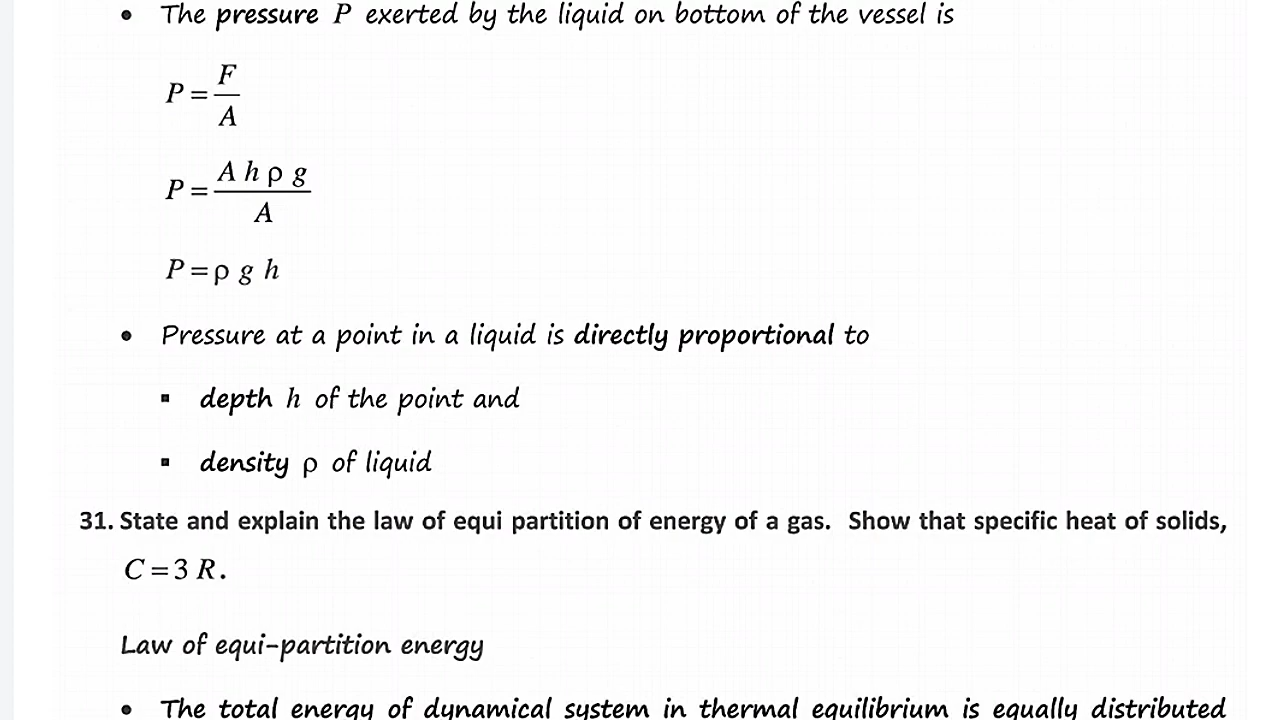 • The pressure P exerted by the liquid on bottom of the vessel is
P = F / A
P = A h ρ g / A
P = ρ g h
• Pressure at a point in a liquid is directly proportional to
▪ depth h of the point and
▪ density ρ of liquid
31. State and explain the law of equi partition of energy of a gas. Show that specific heat of solids,
C = 3 R.
Law of equi-partition energy
• The total energy of dynamical system in thermal equilibrium is equally distributed